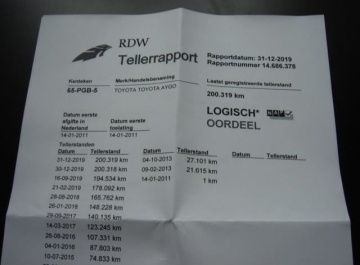 RDW
Tellerrapport
Rapportdatum: 31-12-2019
Rapportnummer 14.686.378
Kenteken Merk/Handelsbenaming Laatst geregistreerde tellerstand
65-PGB-5 TOYOTA TOYOTA AYGO 200.319 km
Datum eerste afgifte in Nederland Datum eerste toelating
14-01-2011 14-01-2011
LOGISCH* NAP
OORDEEL
Tellerstanden
Datum Tellerstand Datum Tellerstand Datum Tellerstand
31-12-2019 200.319 km 04-10-2013 27.101 km
30-12-2019 200.318 km 09-02-2013 21.615 km
16-09-2019 194.534 km 14-01-2011 1 km
21-02-2019 178.092 km
28-08-2018 165.762 km
26-01-2018 148.228 km
29-09-2017 140.135 km
14-03-2017 123.245 km
26-08-2016 107.331 km
04-01-2016 87.803 km
10-07-2015 74.833 km